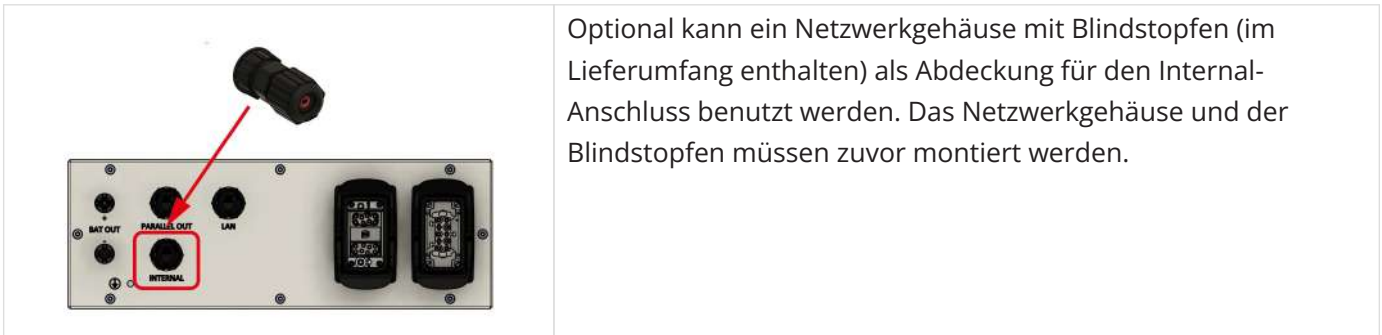 Optional kann ein Netzwerkgehäuse mit Blindstopfen (im
Lieferumfang enthalten) als Abdeckung für den Internal-
Anschluss benutzt werden. Das Netzwerkgehäuse und der
Blindstopfen müssen zuvor montiert werden.
+
BAT OUT
-
PARALLEL OUT
LAN
INTERNAL